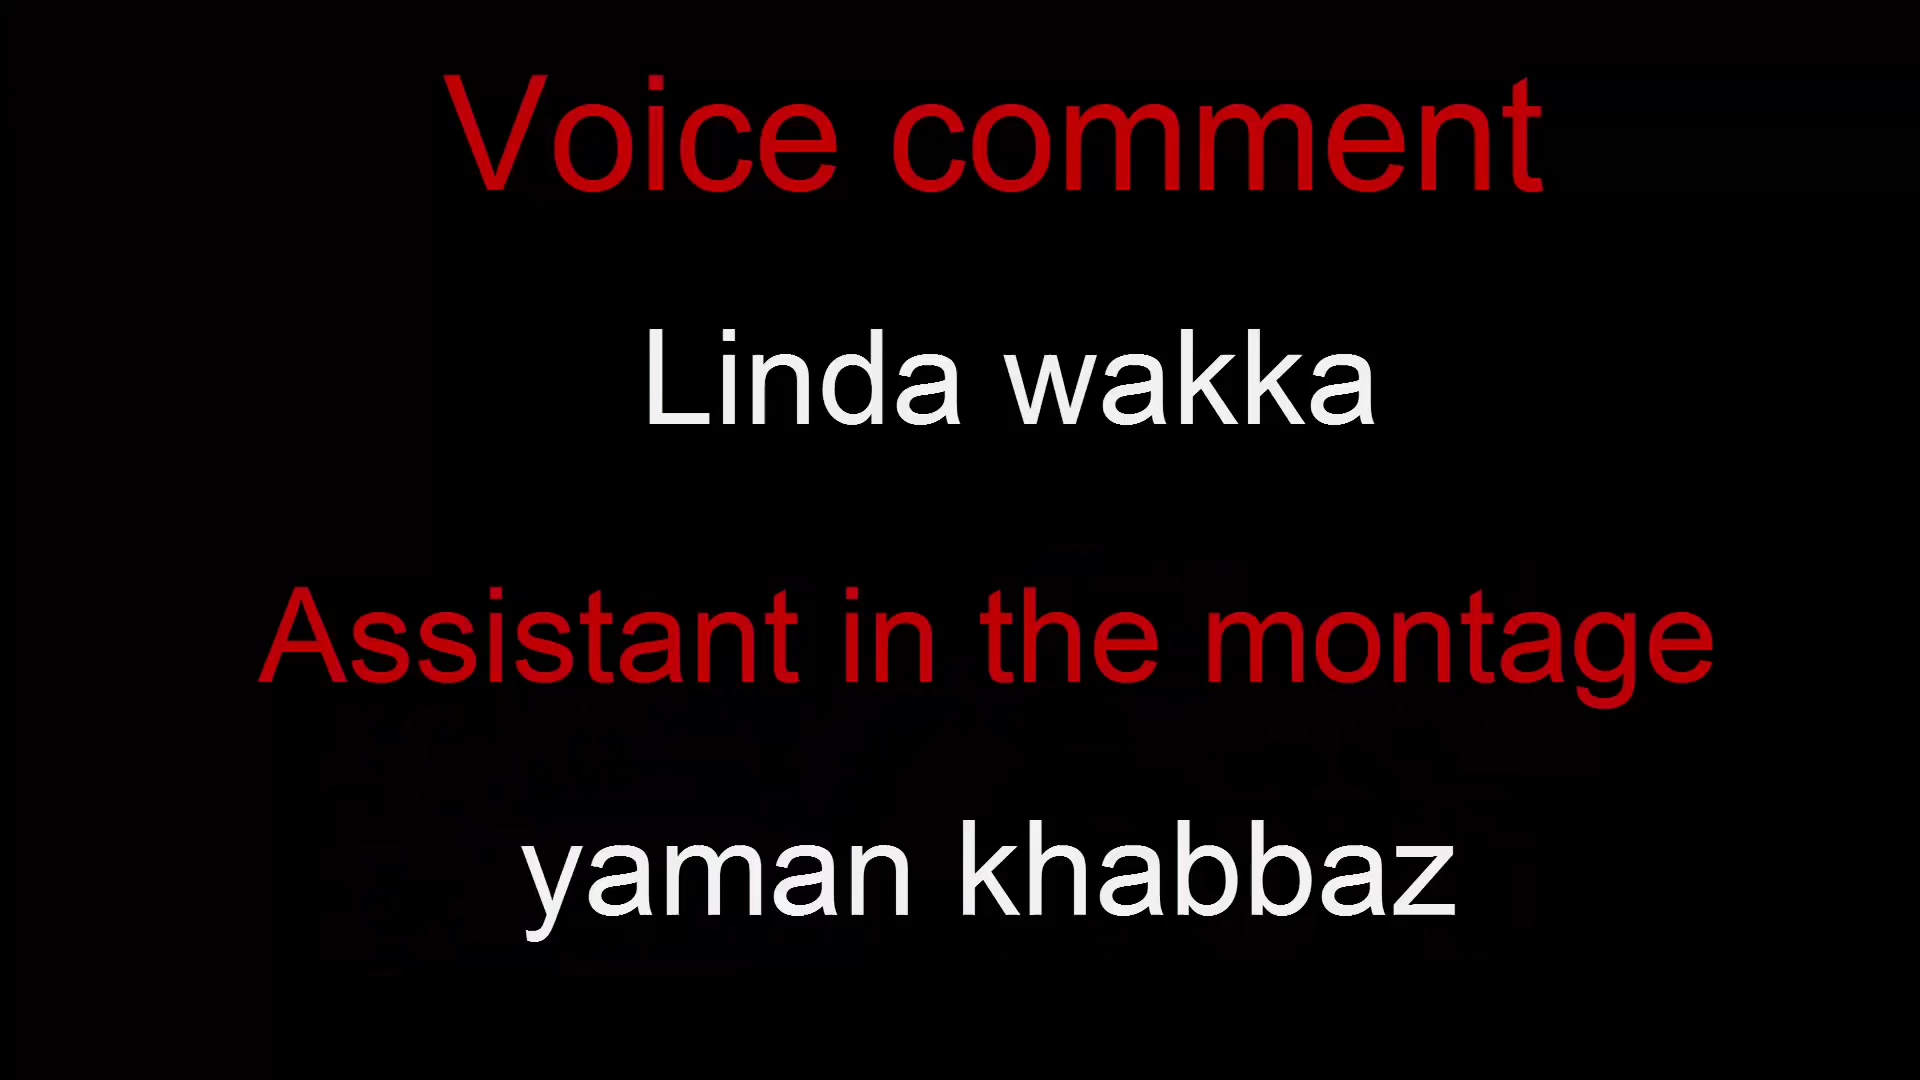 Voice comment
Linda wakka
Assistant in the montage
yaman khabbaz